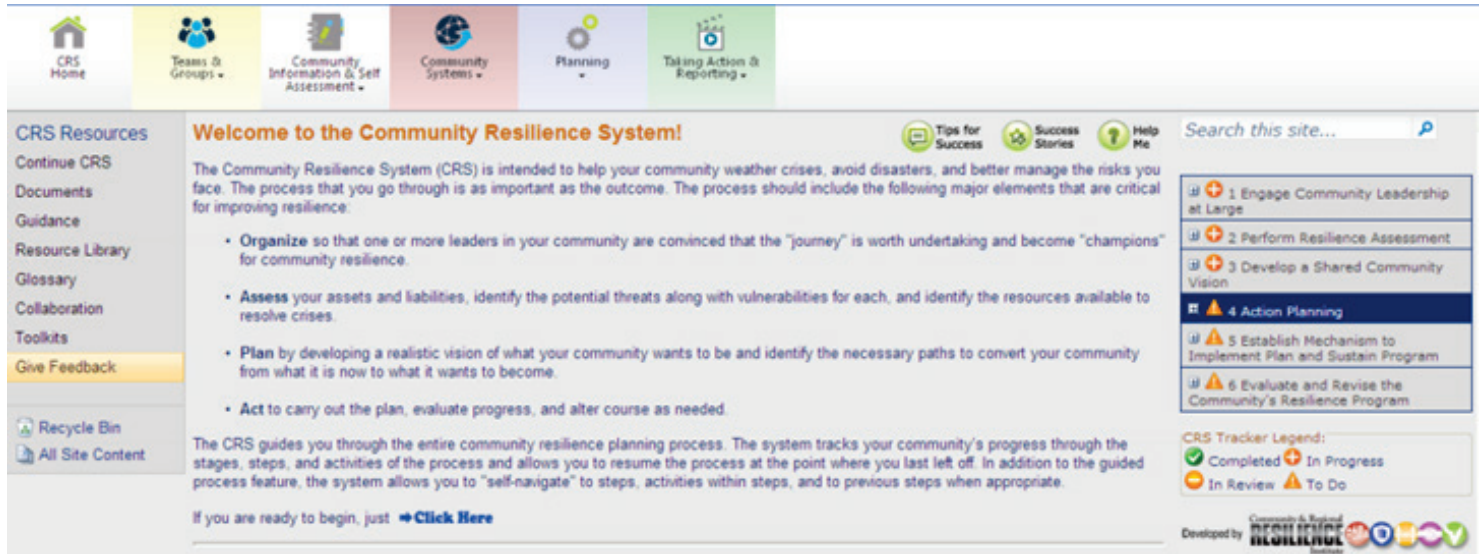 CRS
Home
Teams &
Groups
Community
Information & Self
Assessment
Community
Systems
Planning
Taking Action &
Reporting
CRS Resources
Continue CRS
Documents
Guidance
Resource Library
Glossary
Collaboration
Toolkits
Give Feedback
Recycle Bin
All Site Content
Welcome to the Community Resilience System!
Tips for
Success
Success
Stories
Help
Me
The Community Resilience System (CRS) is intended to help your community weather crises, avoid disasters, and better manage the risks you
face. The process that you go through is as important as the outcome. The process should include the following major elements that are critical
for improving resilience:
• Organize so that one or more leaders in your community are convinced that the "journey" is worth undertaking and become "champions"
for community resilience.
• Assess your assets and liabilities, identify the potential threats along with vulnerabilities for each, and identify the resources available to
resolve crises.
• Plan by developing a realistic vision of what your community wants to be and identify the necessary paths to convert your community
from what it is now to what it wants to become.
• Act to carry out the plan, evaluate progress, and alter course as needed.
The CRS guides you through the entire community resilience planning process. The system tracks your community's progress through the
stages, steps, and activities of the process and allows you to resume the process at the point where you last left off. In addition to the guided
process feature, the system allows you to "self-navigate" to steps, activities within steps, and to previous steps when appropriate.
If you are ready to begin, just Click Here
Search this site...
1 Engage Community Leadership
at Large
2 Perform Resilience Assessment
3 Develop a Shared Community
Vision
4 Action Planning
5 Establish Mechanism to
Implement Plan and Sustain Program
6 Evaluate and Revise the
Community's Resilience Program
CRS Tracker Legend:
Completed In Progress
In Review To Do
Developed by
Community & Regional
RESILIENCE
Institute